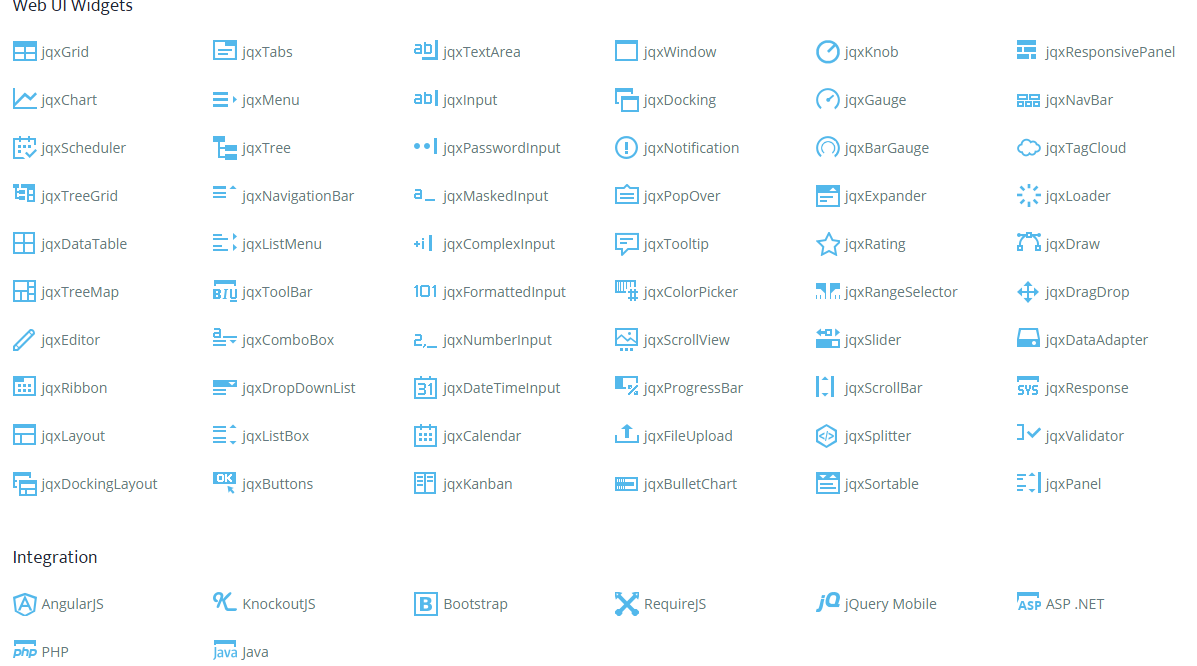 Web UI Widgets
jqxGrid jqxTabs jqxTextArea jqxWindow jqxKnob jqxResponsivePanel
jqxChart jqxMenu jqxInput jqxDocking jqxGauge jqxNavBar
jqxScheduler jqxTree jqxPasswordInput jqxNotification jqxBarGauge jqxTagCloud
jqxTreeGrid jqxNavigationBar jqxMaskedInput jqxPopOver jqxExpander jqxLoader
jqxDataTable jqxListMenu jqxComplexInput jqxTooltip jqxRating jqxDraw
jqxTreeMap jqxToolBar jqxFormattedInput jqxColorPicker jqxRangeSelector jqxDragDrop
jqxEditor jqxComboBox jqxNumberInput jqxScrollView jqxSlider jqxDataAdapter
jqxRibbon jqxDropDownList jqxDateTimeInput jqxProgressBar jqxScrollBar jqxResponse
jqxLayout jqxListBox jqxCalendar jqxFileUpload jqxSplitter jqxValidator
jqxDockingLayout jqxButtons jqxKanban jqxBulletChart jqxSortable jqxPanel
Integration
AngularJS KnockoutJS Bootstrap RequireJS jQuery Mobile ASP .NET
PHP Java